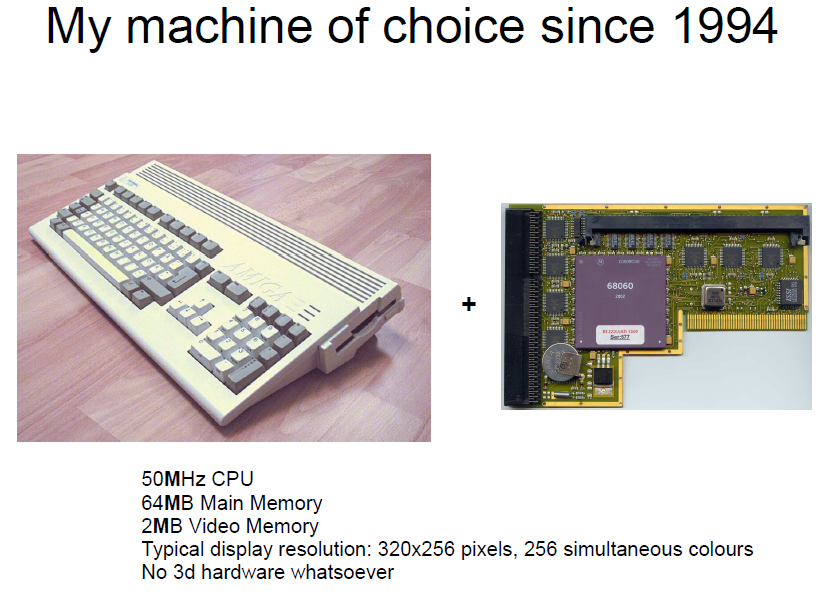 My machine of choice since 1994
AMIGA
+
68060
BLIZZARD 1260
50MHz CPU
64MB Main Memory
2MB Video Memory
Typical display resolution: 320x256 pixels, 256 simultaneous colours
No 3d hardware whatsoever